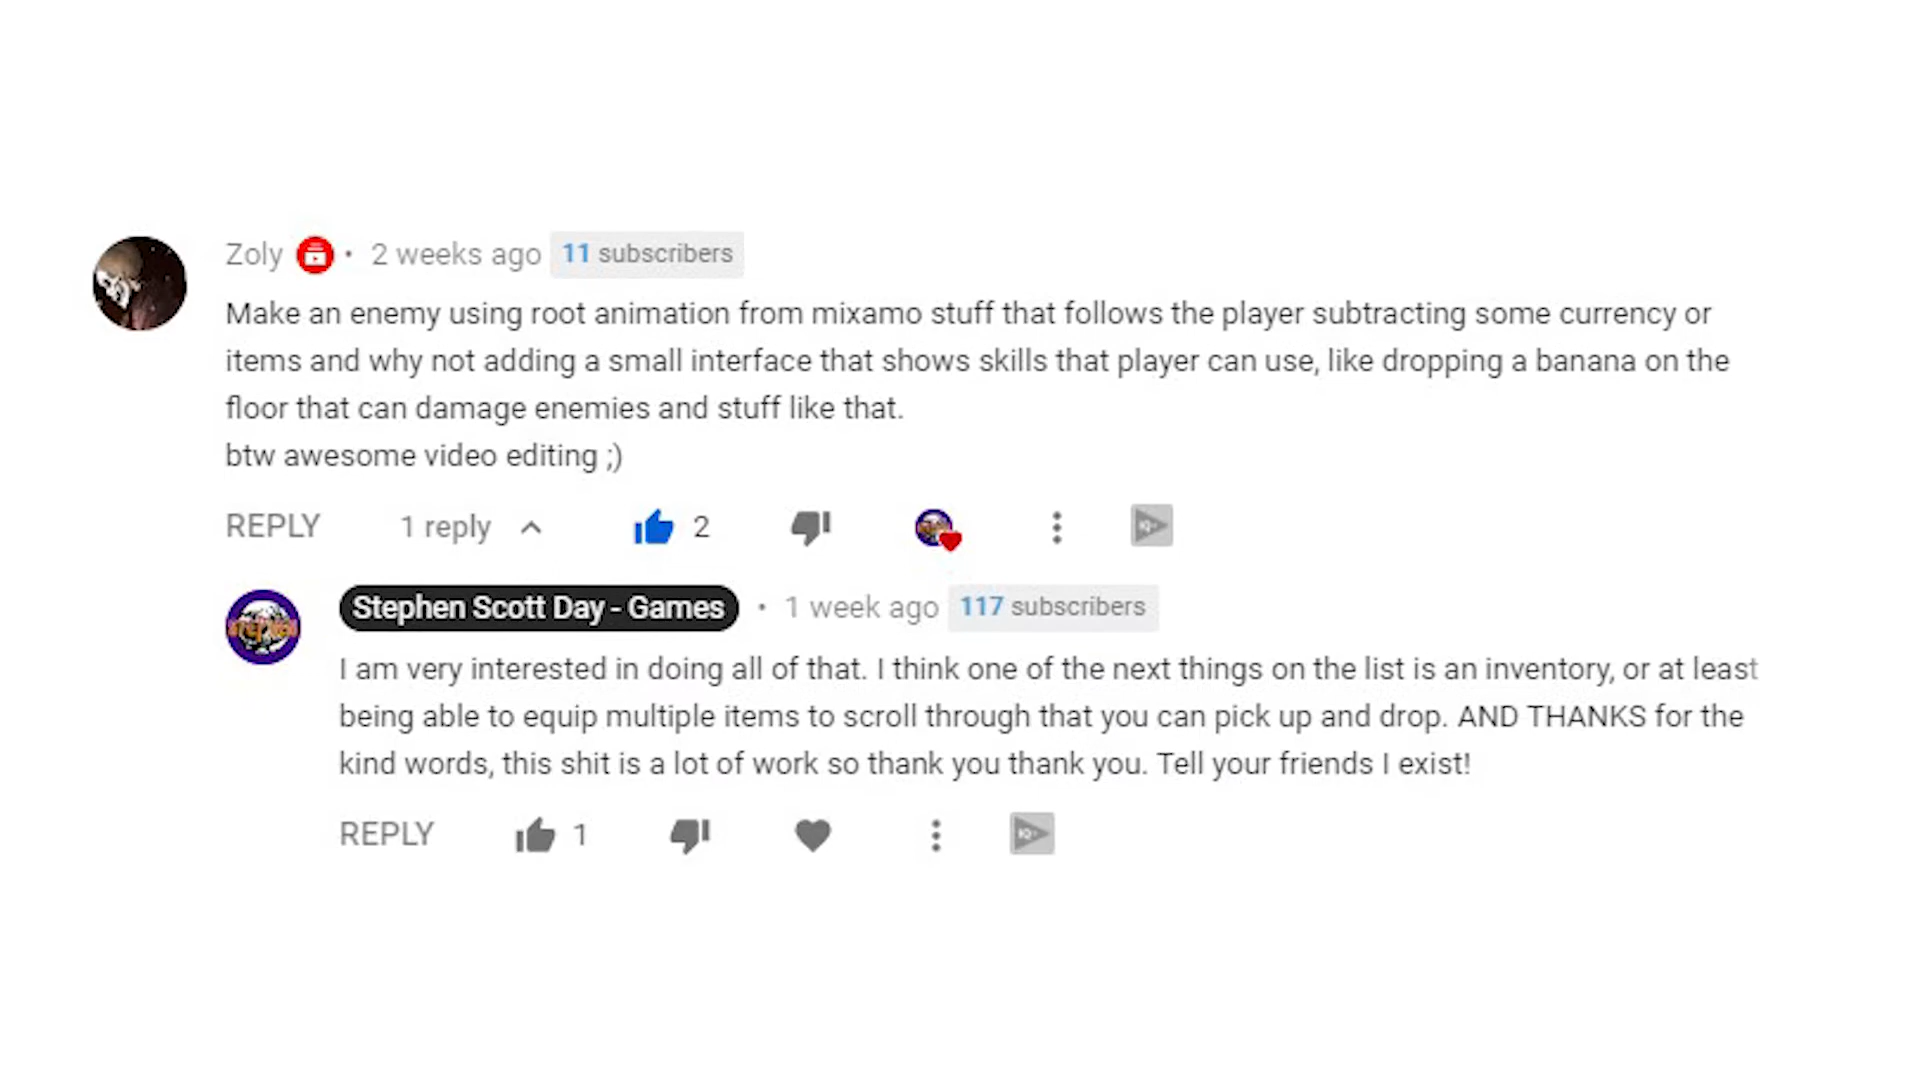 Zoly • 2 weeks ago 11 subscribers
Make an enemy using root animation from mixamo stuff that follows the player subtracting some currency or
items and why not adding a small interface that shows skills that player can use, like dropping a banana on the
floor that can damage enemies and stuff like that.
btw awesome video editing ;)
REPLY 1 reply 2
Stephen Scott Day - Games • 1 week ago 117 subscribers
I am very interested in doing all of that. I think one of the next things on the list is an inventory, or at least
being able to equip multiple items to scroll through that you can pick up and drop. AND THANKS for the
kind words, this shit is a lot of work so thank you thank you. Tell your friends I exist!
REPLY 1